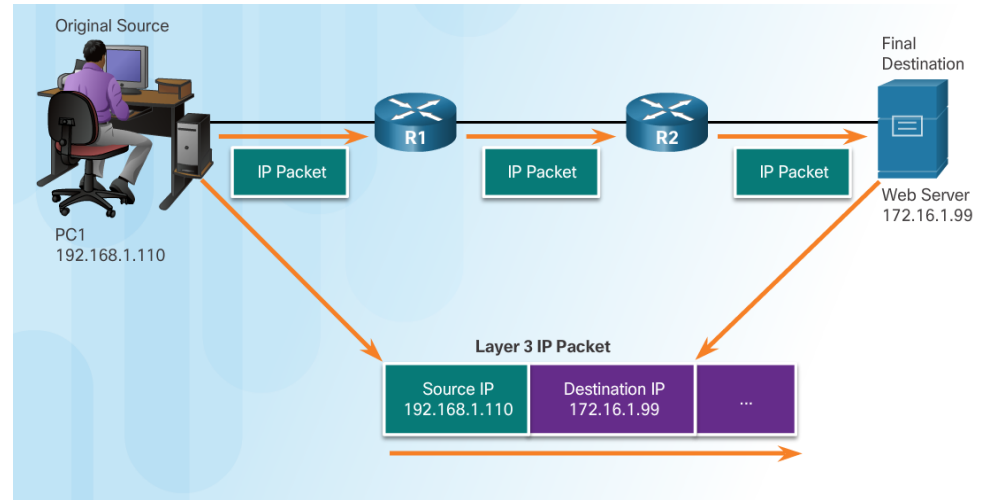 Original Source
Final
Destination
R1
R2
IP Packet
IP Packet
IP Packet
PC1
192.168.1.110
Web Server
172.16.1.99
Layer 3 IP Packet
Source IP
192.168.1.110
Destination IP
172.16.1.99
...